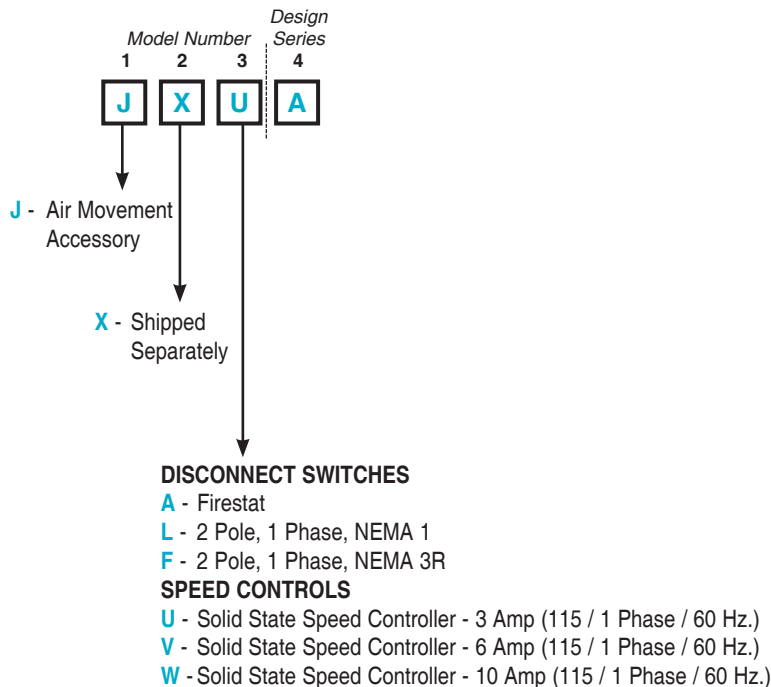 Design
Model Number Series
1 2 3 4
J X U A
J - Air Movement
Accessory
X - Shipped
Separately
DISCONNECT SWITCHES
A - Firestat
L - 2 Pole, 1 Phase, NEMA 1
F - 2 Pole, 1 Phase, NEMA 3R
SPEED CONTROLS
U - Solid State Speed Controller - 3 Amp (115 / 1 Phase / 60 Hz.)
V - Solid State Speed Controller - 6 Amp (115 / 1 Phase / 60 Hz.)
W - Solid State Speed Controller - 10 Amp (115 / 1 Phase / 60 Hz.)